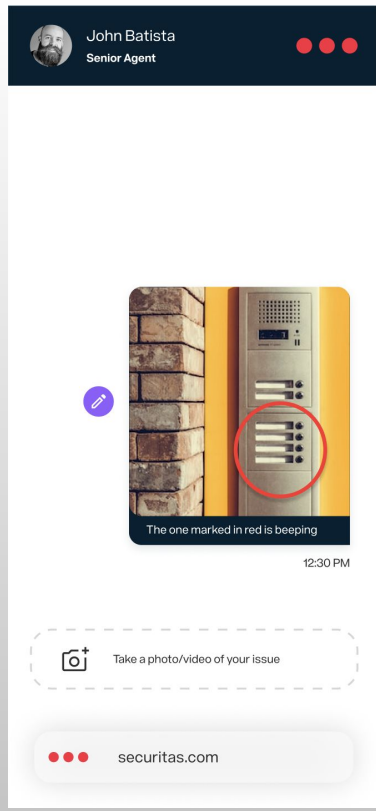 John Batista
Senior Agent
The one marked in red is beeping
12:30 PM
Take a photo/video of your issue
securitas.com